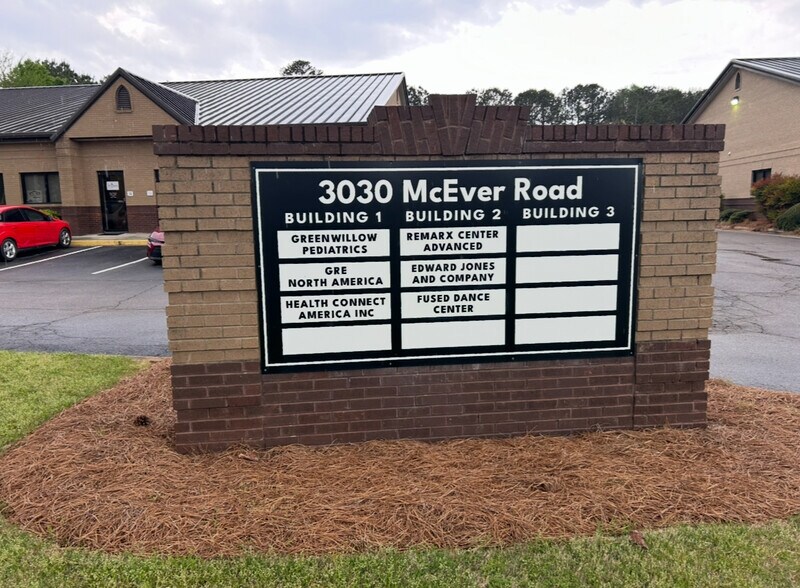 3030 McEver Road
BUILDING 1
GREENWILLOW
PEDIATRICS
GRE
NORTH AMERICA
HEALTH CONNECT
AMERICA INC
BUILDING 2
REMARX CENTER
ADVANCED
EDWARD JONES
AND COMPANY
FUSED DANCE
CENTER
BUILDING 3